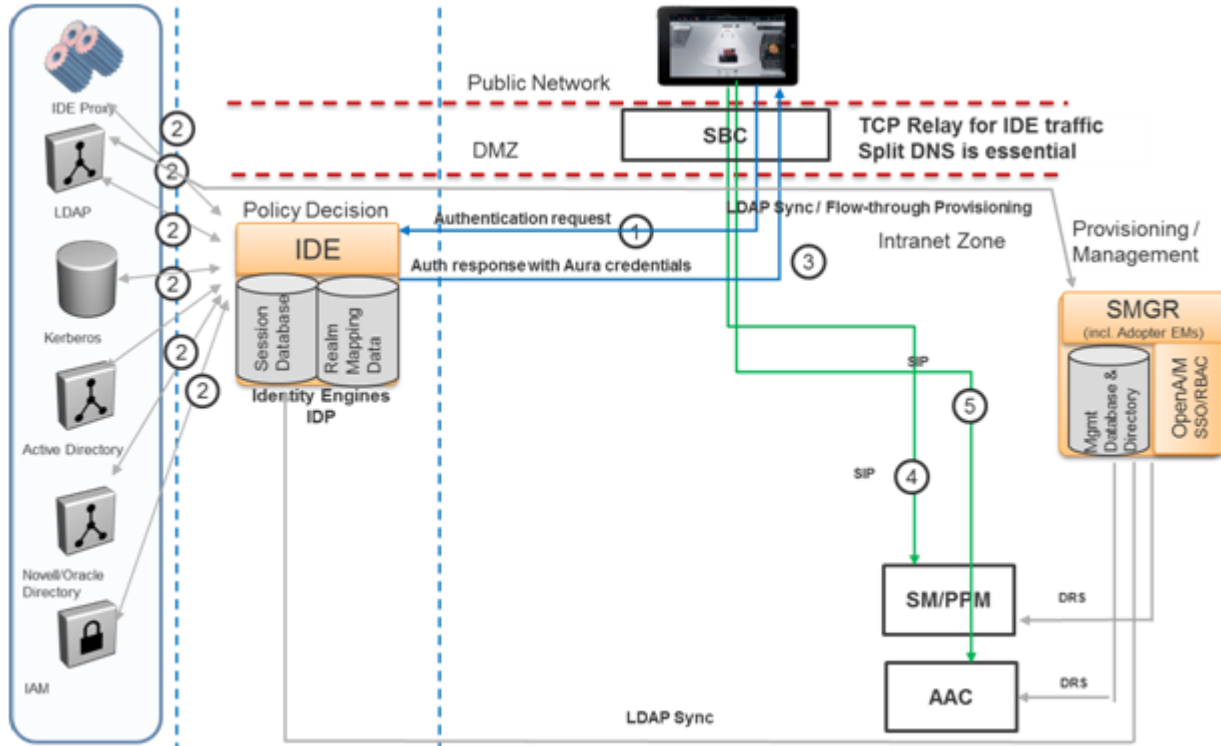 IDE Proxy
LDAP
Kerberos
Active Directory
Novell/Oracle
Directory
IAM
2
2
2
2
2
2
Public Network
DMZ
SBC
TCP Relay for IDE traffic
Split DNS is essential
Policy Decision
IDE
Session
Database
Realm
Mapping
Data
Identity Engines
IDP
Authentication request
1
Auth response with Aura credentials
3
LDAP Sync / Flow-through Provisioning
Intranet Zone
Provisioning /
Management
SMGR
(incl. Adopter EMs)
Mgmt
Database &
Directory
OpenA/M
SSO/RBAC
SIP
5
SIP
4
SM/PPM
DRS
AAC
DRS
LDAP Sync